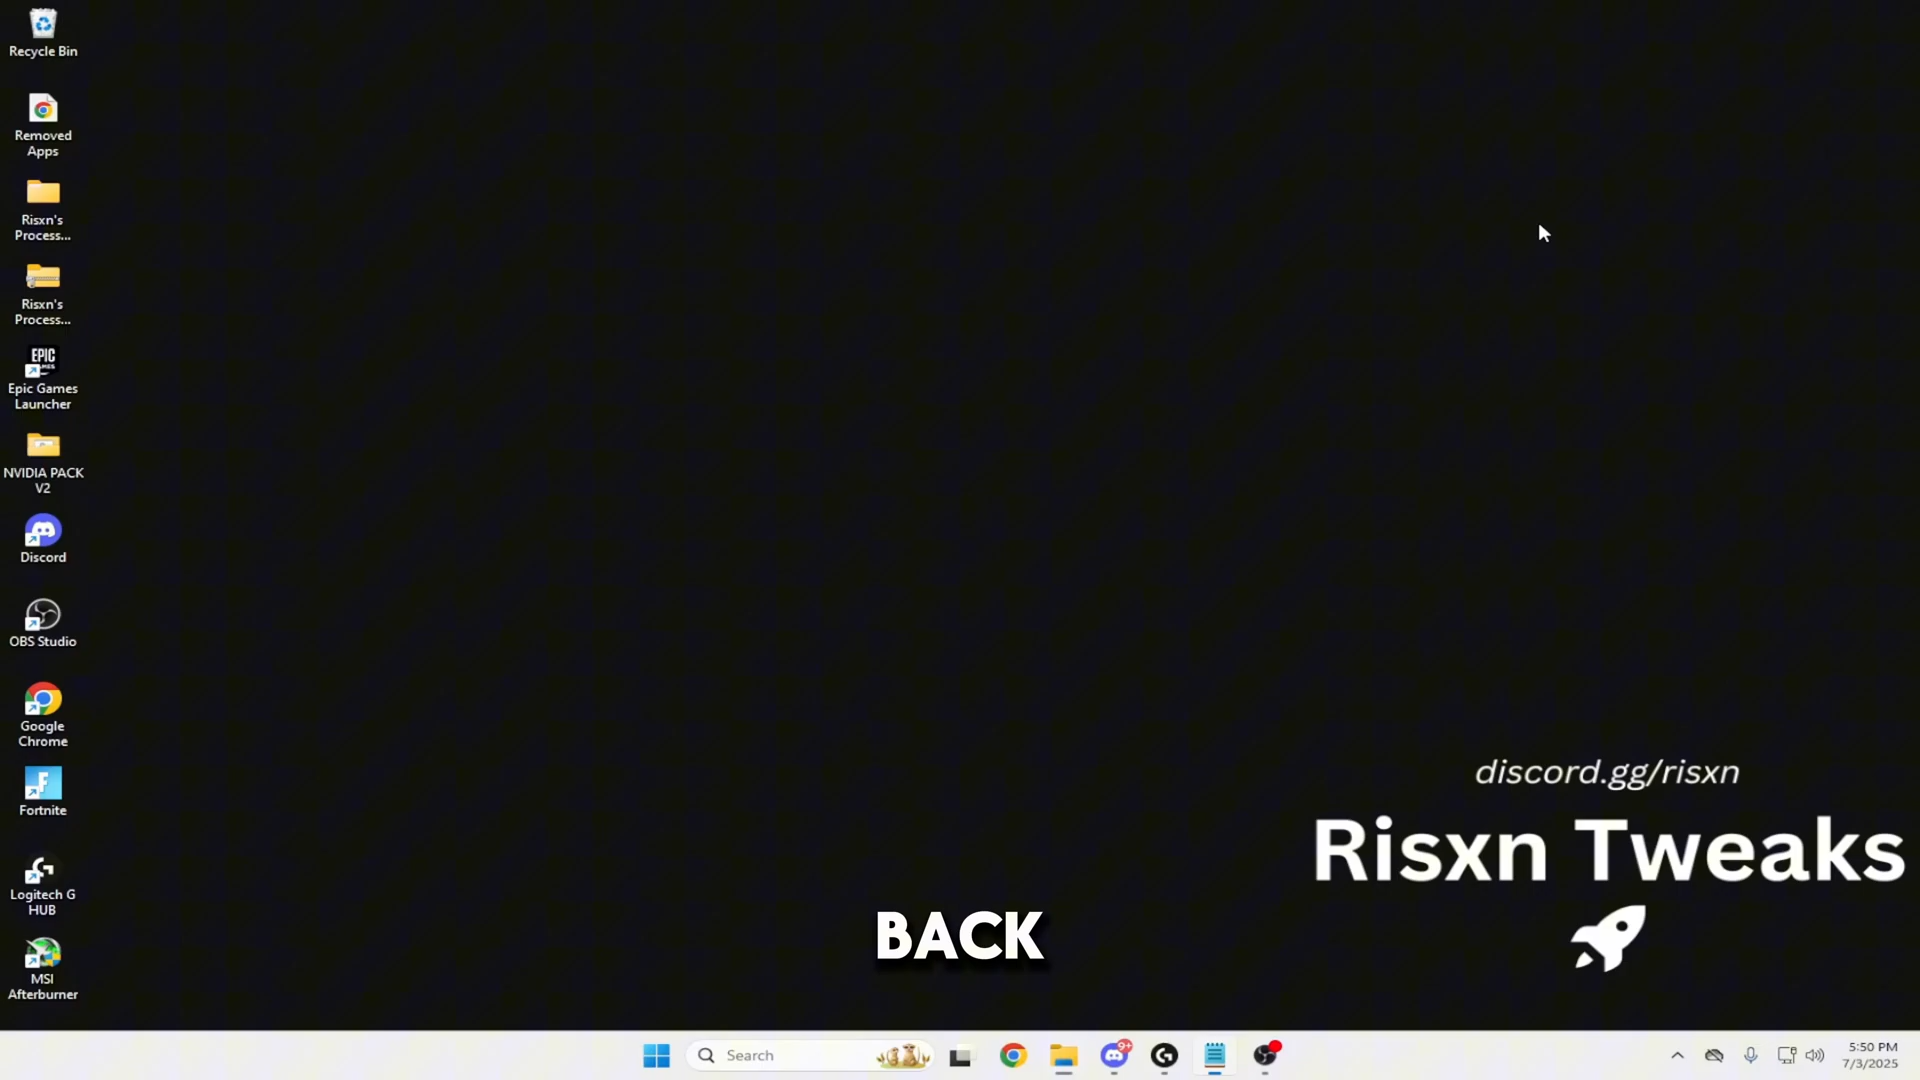 Recycle Bin
Removed
Apps
Risxn's
Process...
Risxn's
Process...
EPIC
GAMES
Epic Games
Launcher
NVIDIA PACK
V2
Discord
OBS Studio
Google
Chrome
Fortnite
Logitech G
HUB
MSI
Afterburner
discord.gg/risxn
Risxn Tweaks
BACK
Search
9+
5:50 PM
7/3/2025